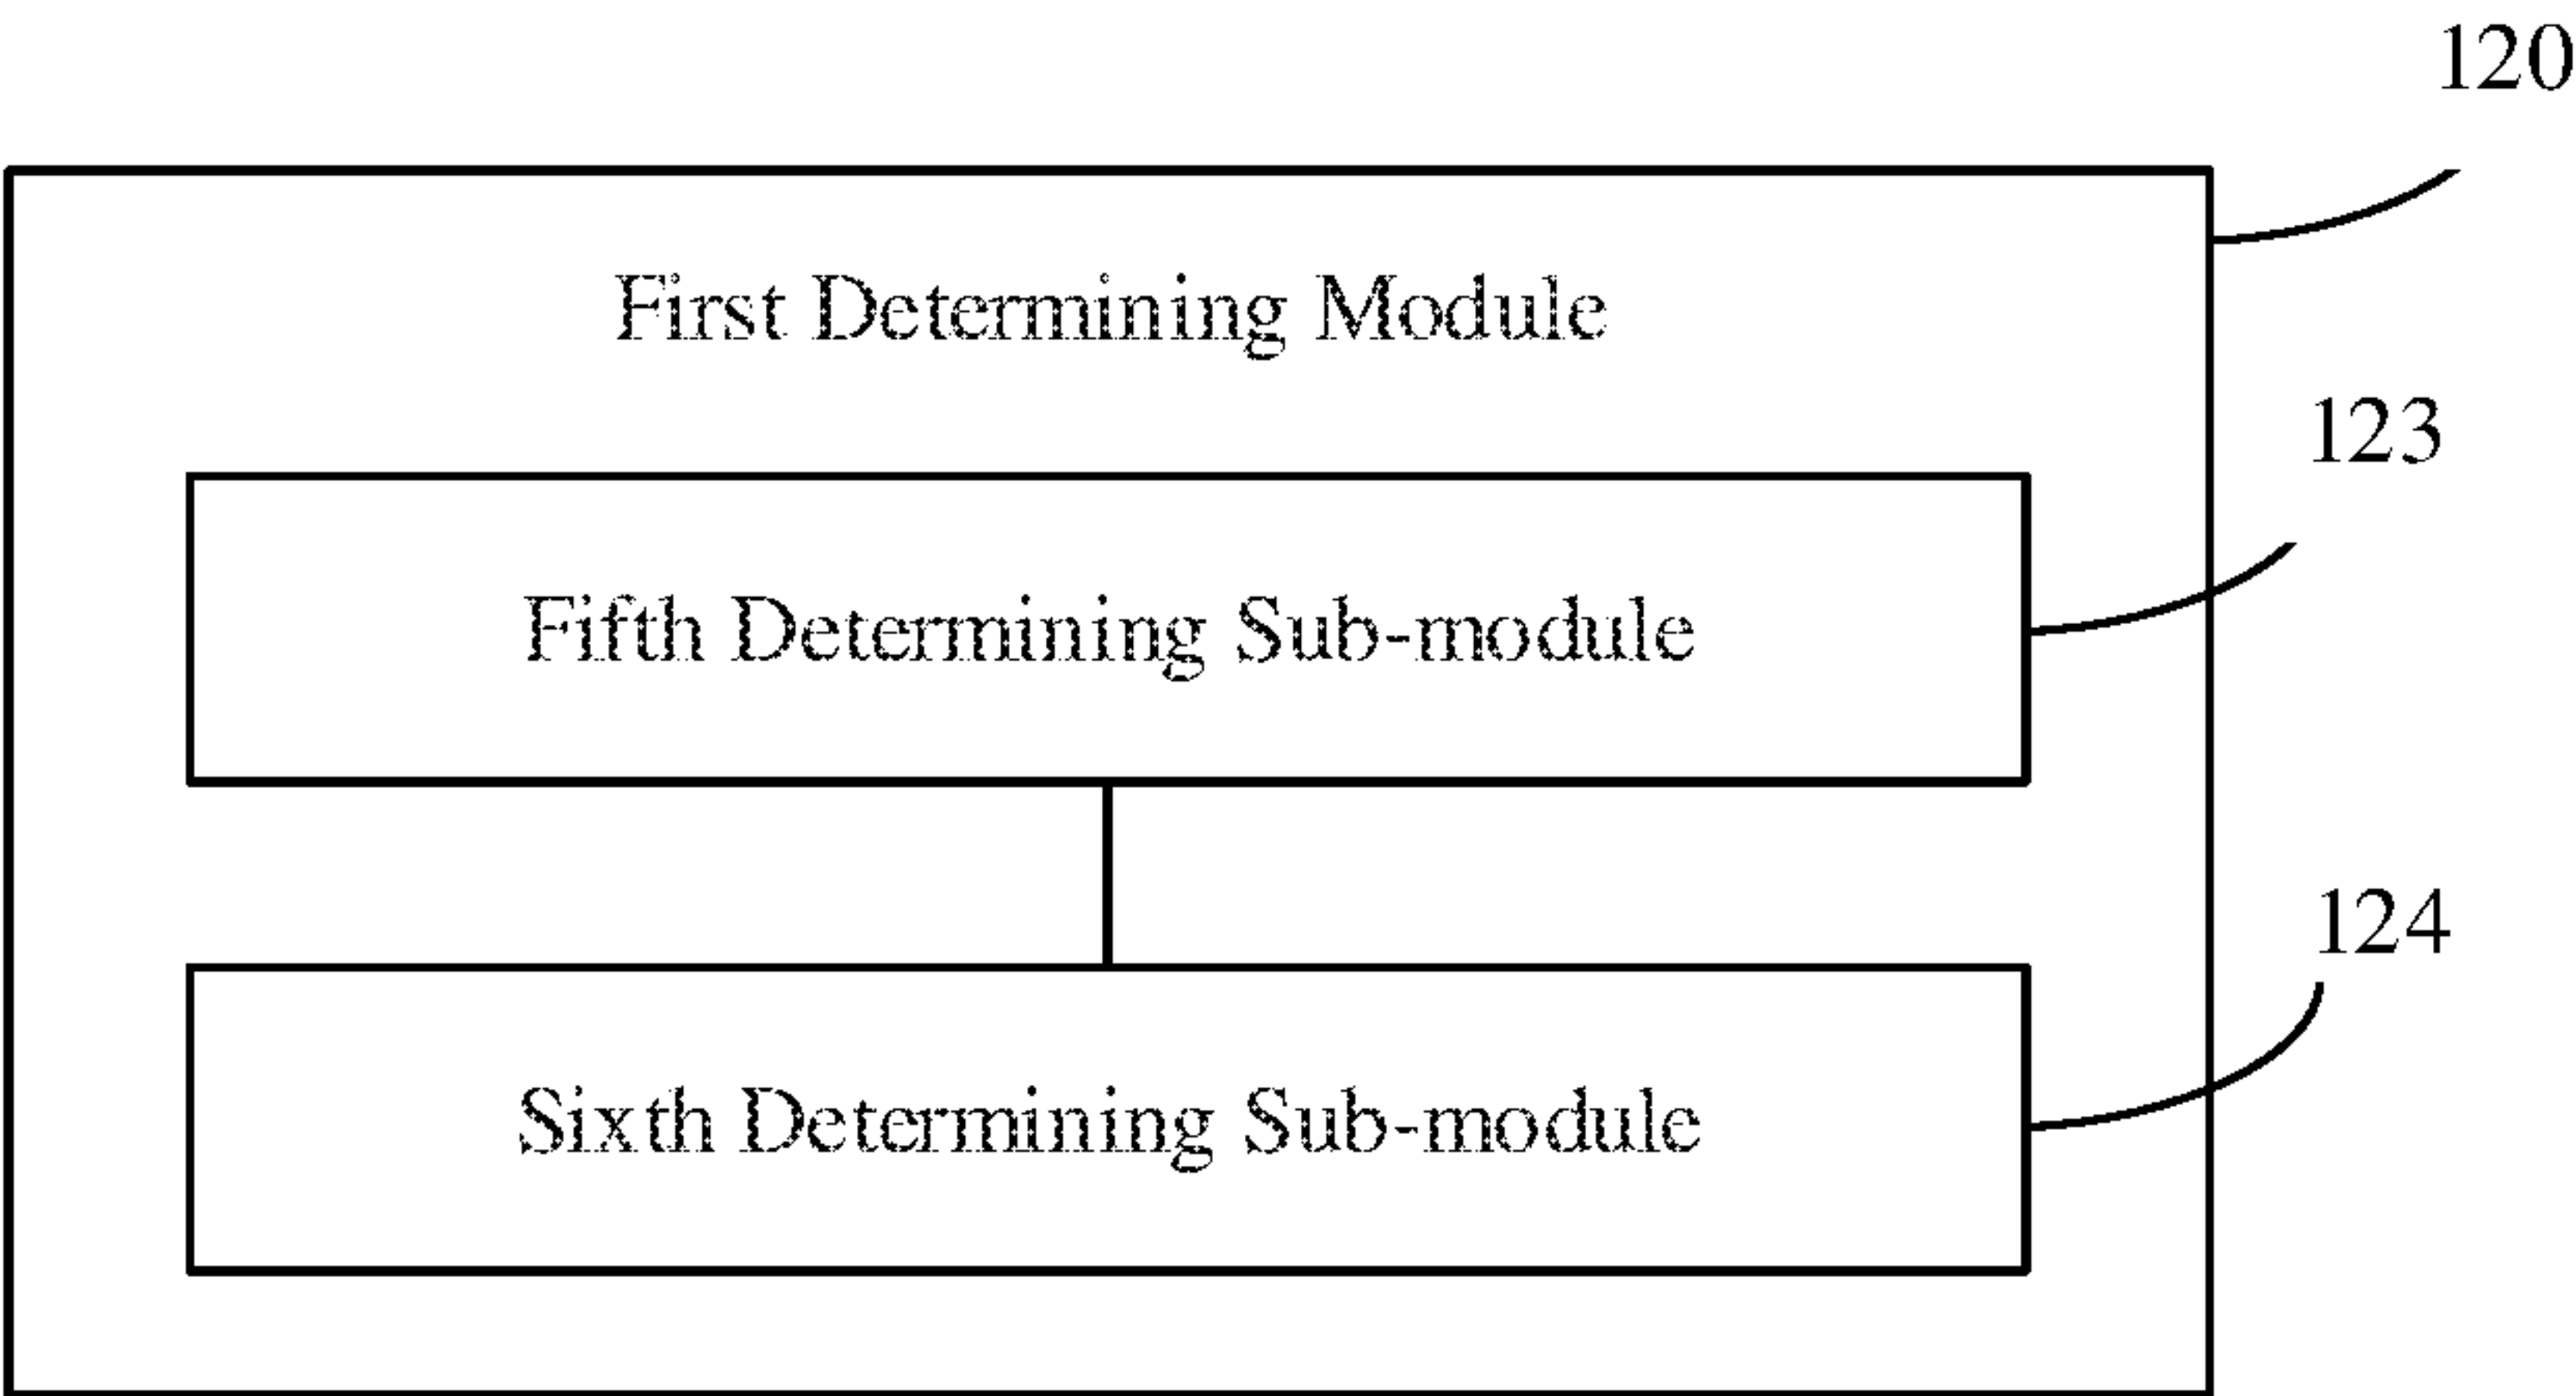 120
First Determining Module
123
Fifth Determining Sub-module
124
Sixth Determining Sub-module